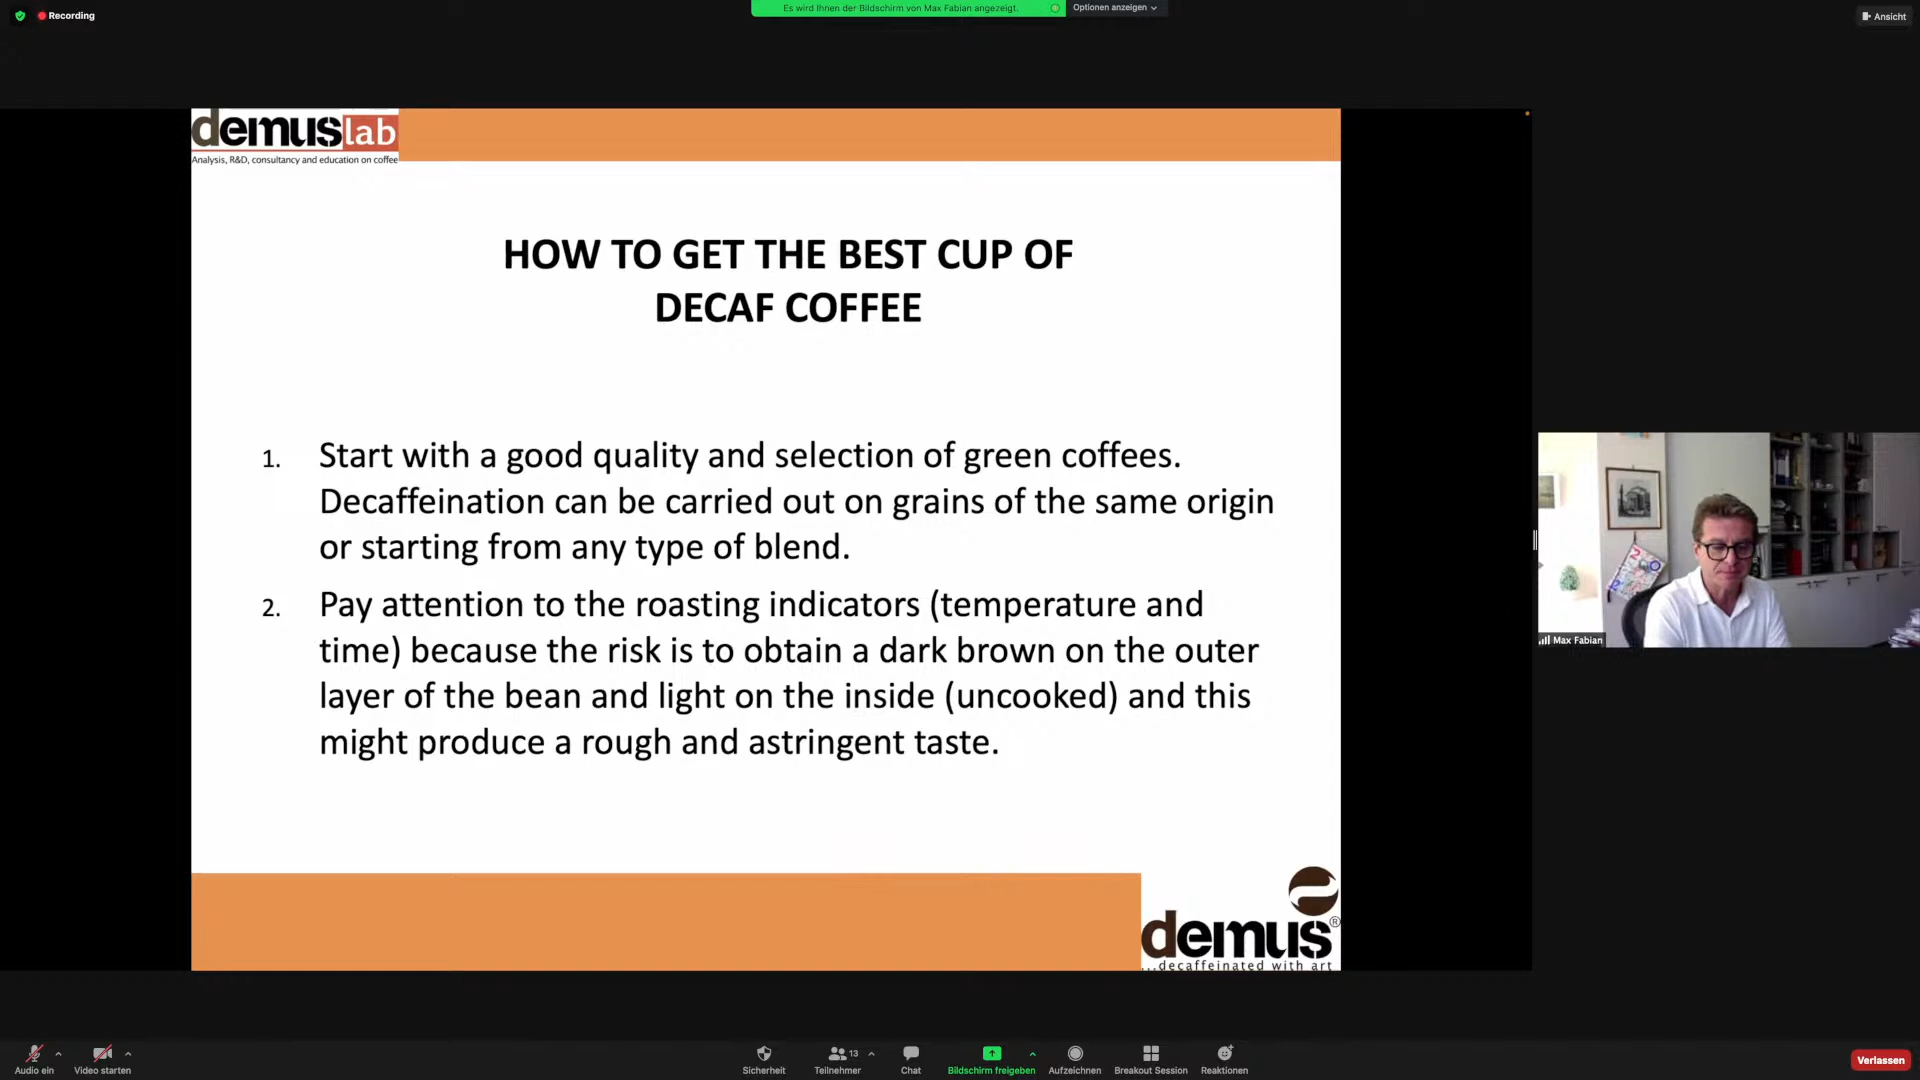 Recording
Es wird Ihnen der Bildschirm von Max Fabian angezeigt.
Optionen anzeigen
Ansicht
demuslab
Analysis, R&D, consultancy and education on coffee
HOW TO GET THE BEST CUP OF
DECAF COFFEE
1. Start with a good quality and selection of green coffees.
Decaffeination can be carried out on grains of the same origin
or starting from any type of blend.
2. Pay attention to the roasting indicators (temperature and
time) because the risk is to obtain a dark brown on the outer
layer of the bean and light on the inside (uncooked) and this
might produce a rough and astringent taste.
Max Fabian
demus®
...decaffeinated with art
Audio ein
Video starten
Sicherheit
13
Teilnehmer
Chat
Bildschirm freigeben
Aufzeichnen
Breakout Session
Reaktionen
Verlassen